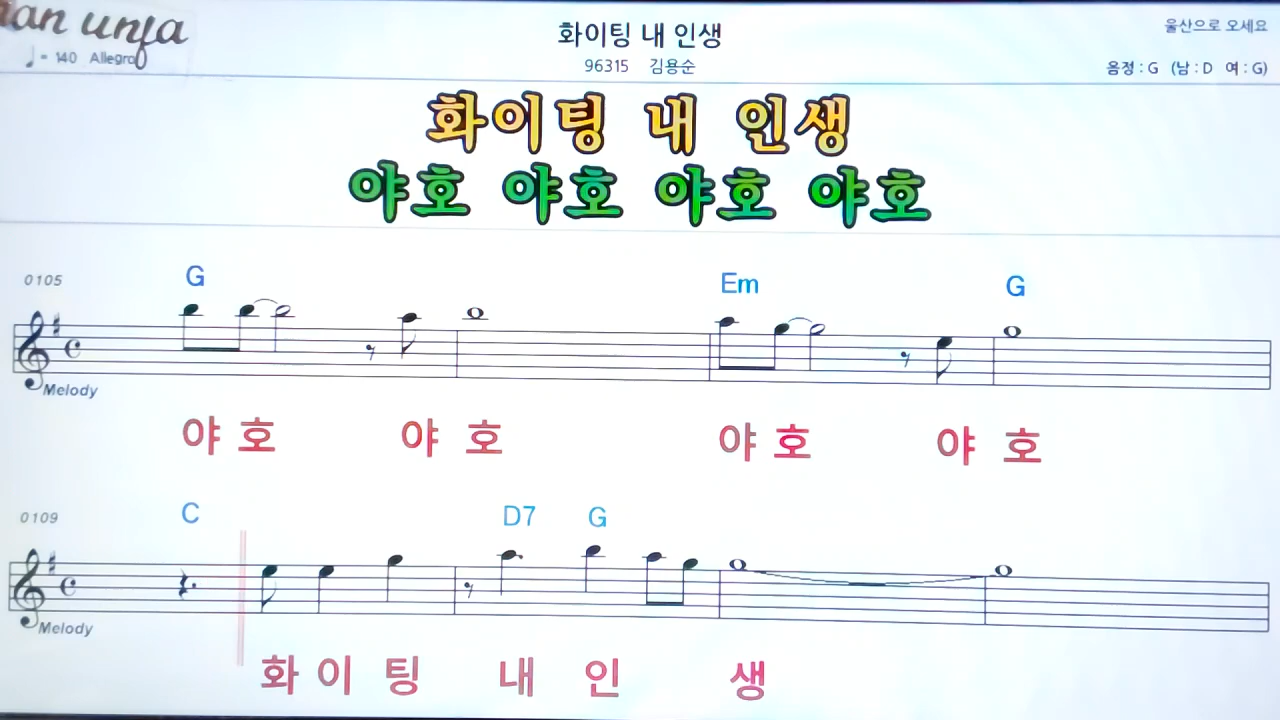 화이팅 내 인생
울산으로 오세요
♩= 140 Allegro
96315 김용순
음정 : G (남 : D 여 : G)
화이팅 내 인생
야호 야호 야호 야호
0105 G Em G
Melody
야 호 야 호 야 호 야 호
0109 C D7 G
Melody
화 이 팅 내 인 생